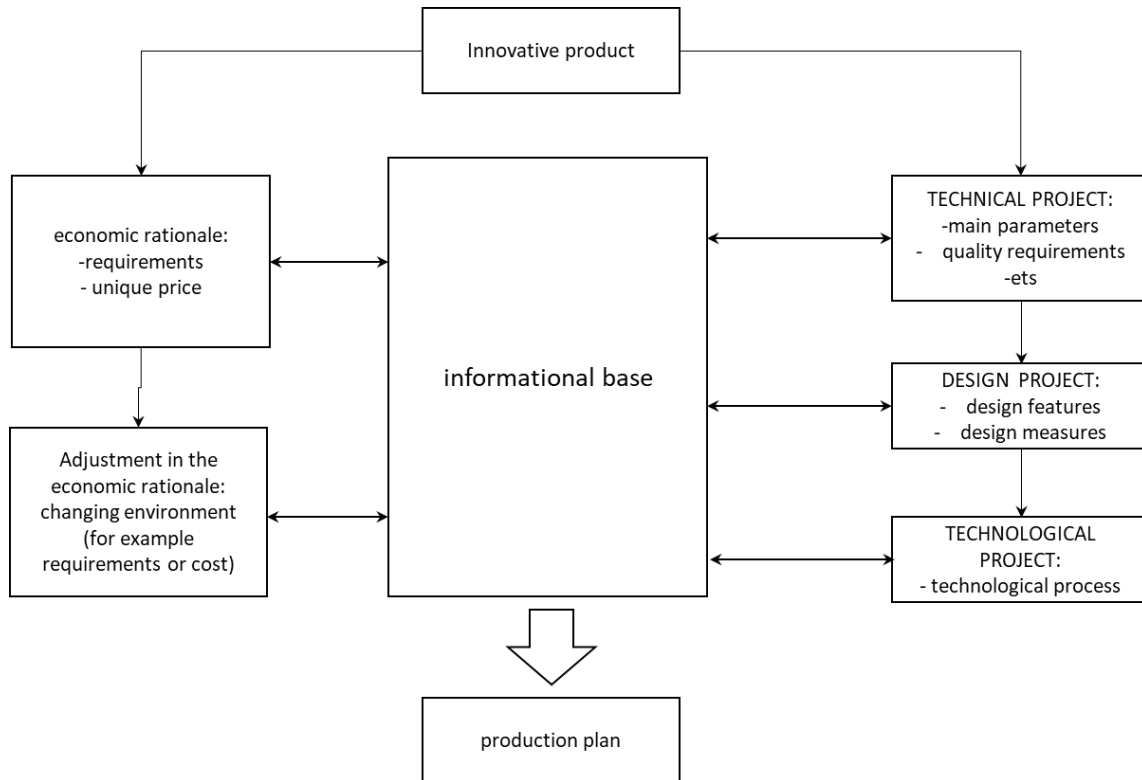 Innovative product
economic rationale:
-requirements
- unique price
TECHNICAL PROJECT:
-main parameters
- quality requirements
-ets
informational base
DESIGN PROJECT:
- design features
- design measures
Adjustment in the
economic rationale:
changing environment
(for example
requirements or cost)
TECHNOLOGICAL
PROJECT:
- technological process
production plan